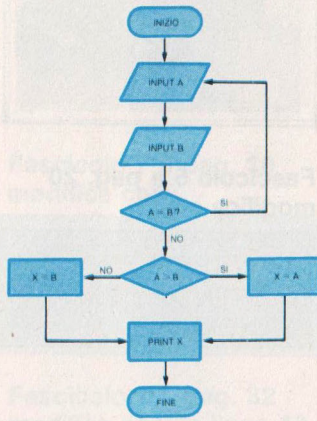 INIZIO
INPUT A
INPUT B
A = B?
SI
NO
NO
A > B
SI
X = B
X = A
PRINT X
FINE